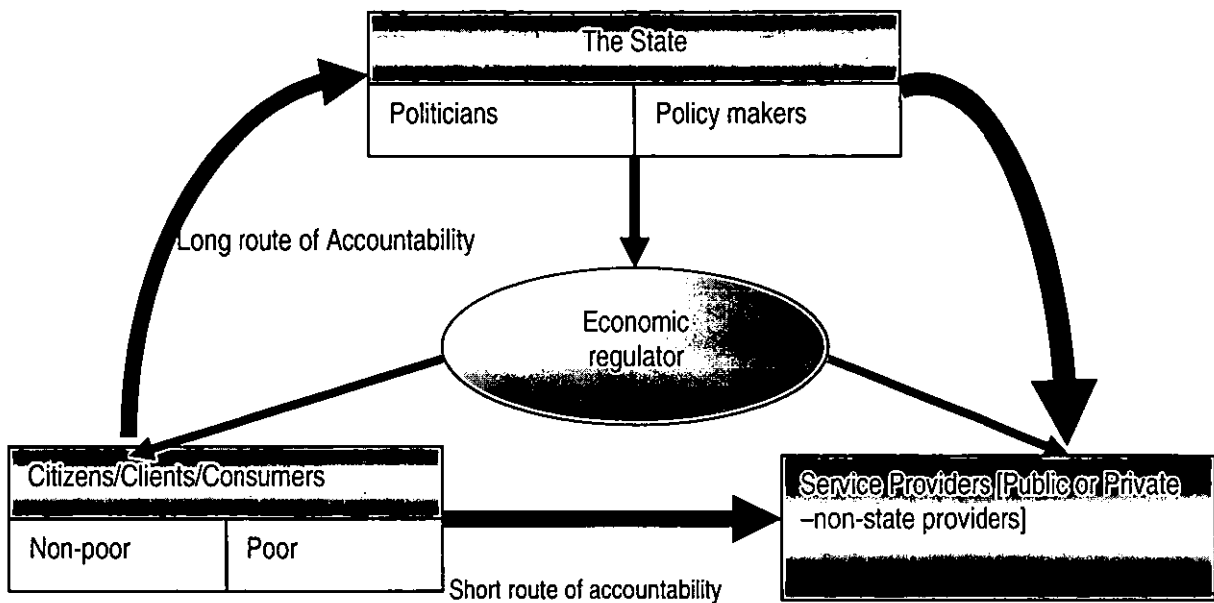 The State
Politicians
Policy makers
Long route of Accountability
Economic
regulator
Citizens/Clients/Consumers
Non-poor
Poor
Service Providers [Public or Private
–non-state providers]
Short route of accountability